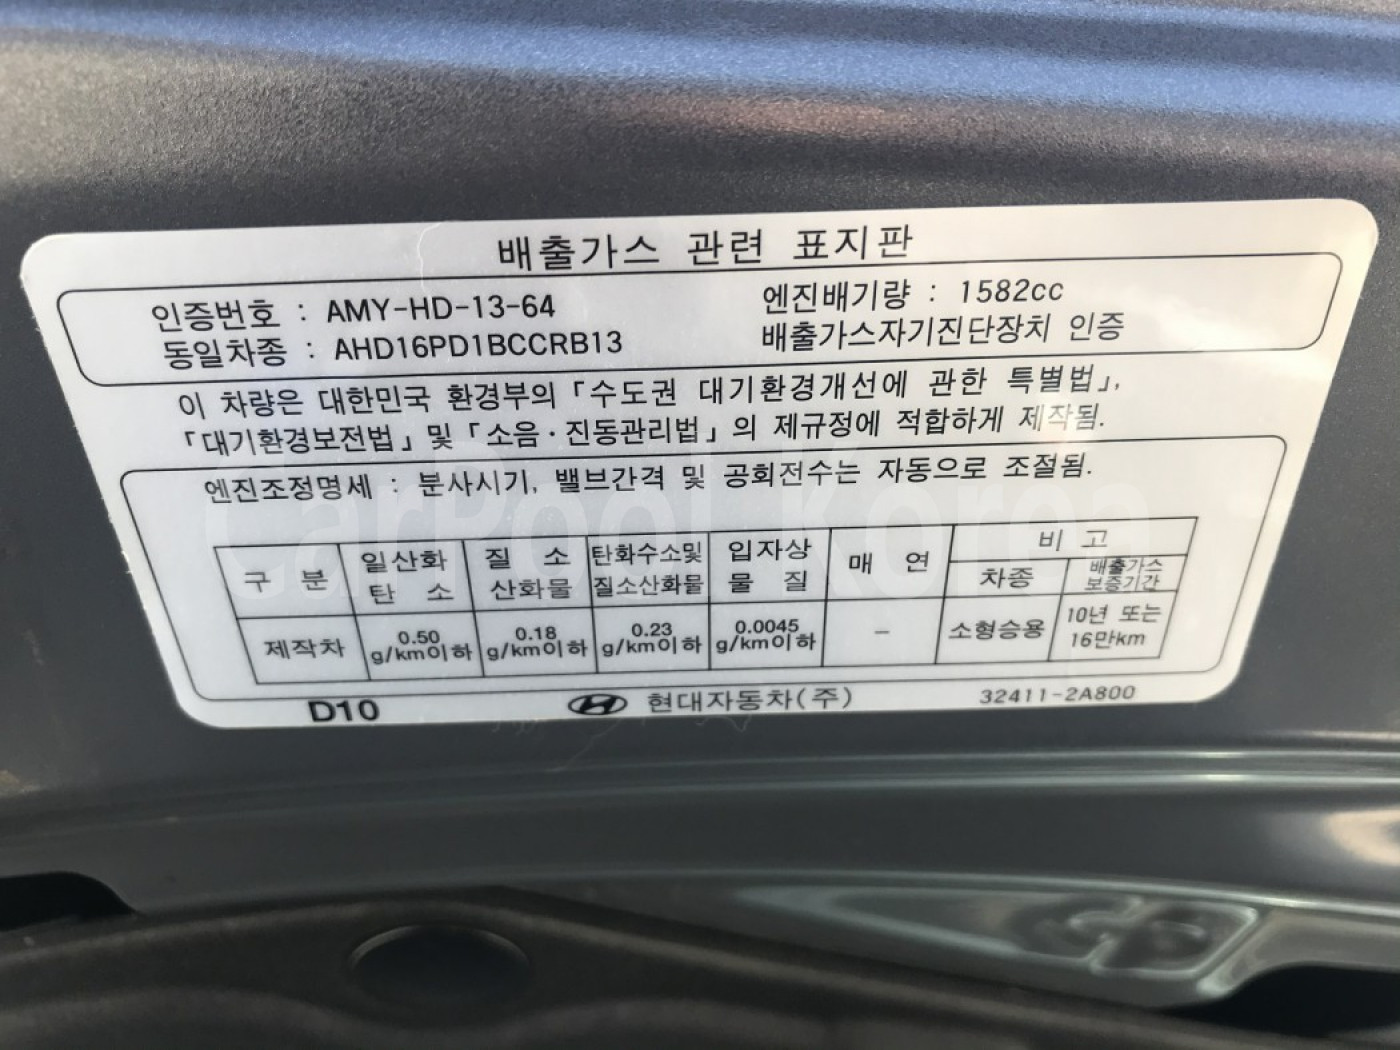 배출가스 관련 표지판
인증번호 : AMY-HD-13-64 엔진배기량 : 1582cc
동일차종 : AHD16PD1BCCRB13 배출가스자기진단장치 인증
이 차량은 대한민국 환경부의 「수도권 대기환경개선에 관한 특별법」,
「대기환경보전법」 및 「소음·진동관리법」의 제규정에 적합하게 제작됨.
엔진조정명세 : 분사시기, 밸브간격 및 공회전수는 자동으로 조절됨.
구 분 일산화탄 소 질 소산화물 탄화수소및질소산화물 입자상물 질 매 연 비 고
차종 배출가스보증기간
제작차 0.50g/km이하 0.18g/km이하 0.23g/km이하 0.0045g/km이하 - 소형승용 10년 또는16만km
D10 현대자동차(주) 32411-2A800
CarPool Korea